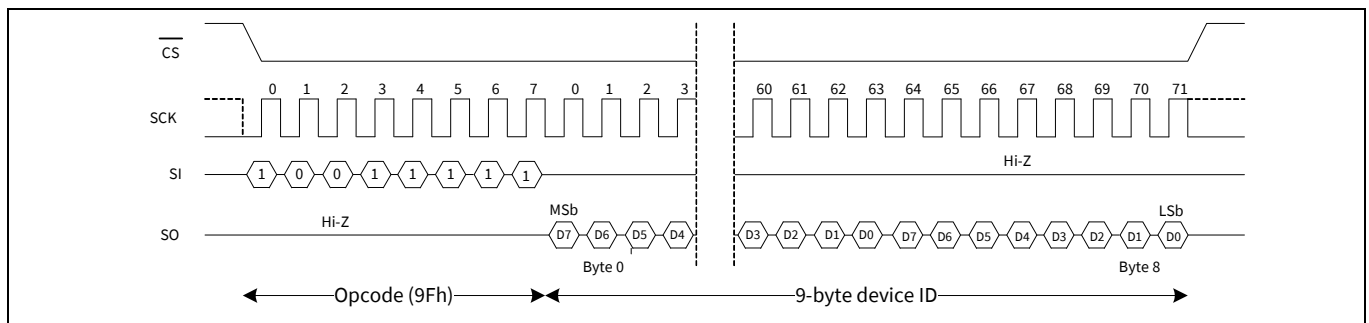 CS
0 1 2 3 4 5 6 7 0 1 2 3 60 61 62 63 64 65 66 67 68 69 70 71
SCK
Hi-Z
SI 1 0 0 1 1 1 1 1
Hi-Z MSb LSb
SO D7 D6 D5 D4 D3 D2 D1 D0 D7 D6 D5 D4 D3 D2 D1 D0
Byte 0 Byte 8
Opcode (9Fh) 9-byte device ID